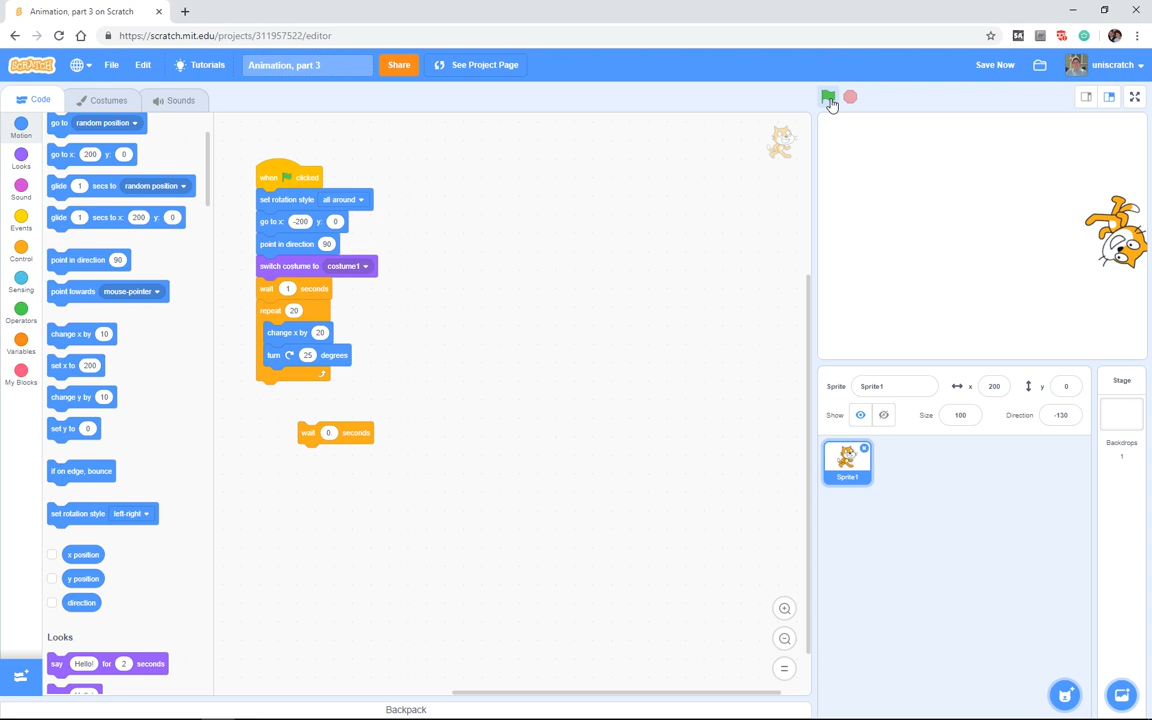 Animation, part 3 on Scratch
https://scratch.mit.edu/projects/311957522/editor
SCRATCH File Edit Tutorials Animation, part 3 Share See Project Page Save Now uniscratch
Code Costumes Sounds
Motion
Looks
Sound
Events
Control
Sensing
Operators
Variables
My Blocks
go to random position
go to x: 200 y: 0
glide 1 secs to random position
glide 1 secs to x: 200 y: 0
point in direction 90
point towards mouse-pointer
change x by 10
set x to 200
change y by 10
set y to 0
if on edge, bounce
set rotation style left-right
x position
y position
direction
Looks
say Hello! for 2 seconds
when clicked
set rotation style all around
go to x: -200 y: 0
point in direction 90
switch costume to costume1
wait 1 seconds
repeat 20
change x by 20
turn 25 degrees
wait 0 seconds
Sprite Sprite1 x 200 y 0
Show Size 100 Direction -130
Sprite1
Stage
Backdrops
1
Backpack